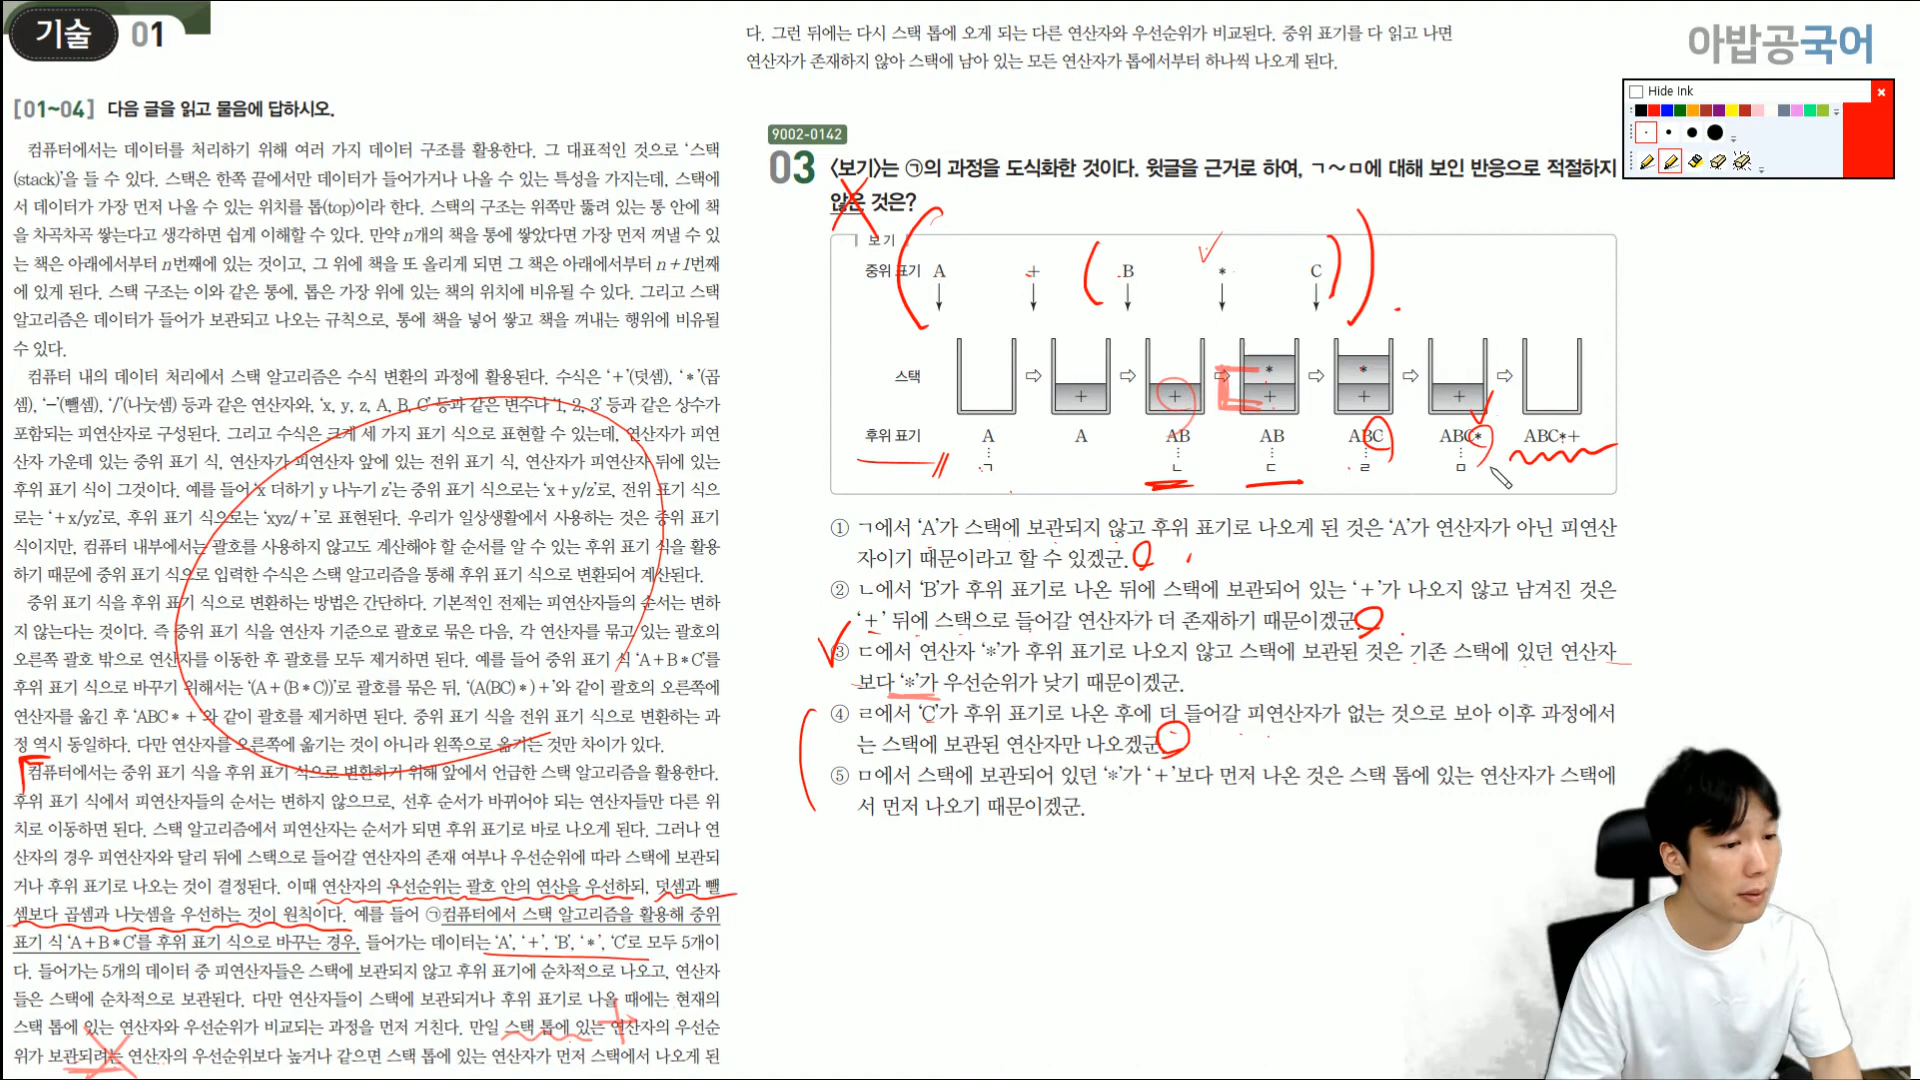 기술 01
[01~04] 다음 글을 읽고 물음에 답하시오.
컴퓨터에서는 데이터를 처리하기 위해 여러 가지 데이터 구조를 활용한다. 그 대표적인 것으로 ‘스택
(stack)’을 들 수 있다. 스택은 한쪽 끝에서만 데이터가 들어가거나 나올 수 있는 특성을 가지는데, 스택에
서 데이터가 가장 먼저 나올 수 있는 위치를 톱(top)이라 한다. 스택의 구조는 위쪽만 뚫려 있는 통 안에 책
을 차곡차곡 쌓는다고 생각하면 쉽게 이해할 수 있다. 만약 n개의 책을 통에 쌓았다면 가장 먼저 꺼낼 수 있
는 책은 아래에서부터 n번째에 있는 것이고, 그 위에 책을 또 올리게 되면 그 책은 아래에서부터 n+1번째
에 있게 된다. 스택 구조는 이와 같은 통에, 톱은 가장 위에 있는 책의 위치에 비유될 수 있다. 그리고 스택
알고리즘은 데이터가 들어가 보관되고 나오는 규칙으로, 통에 책을 넣어 쌓고 책을 꺼내는 행위에 비유될
수 있다.
컴퓨터 내의 데이터 처리에서 스택 알고리즘은 수식 변환의 과정에 활용된다. 수식은 ‘+’(덧셈), ‘*’(곱
셈), ‘−’(뺄셈), ‘/’(나눗셈) 등과 같은 연산자와, ‘x, y, z, A, B, C’ 등과 같은 변수나 ‘1, 2, 3’ 등과 같은 상수가
포함되는 피연산자로 구성된다. 그리고 수식은 크게 세 가지 표기 식으로 표현할 수 있는데, 연산자가 피연
산자 가운데 있는 중위 표기 식, 연산자가 피연산자 앞에 있는 전위 표기 식, 연산자가 피연산자 뒤에 있는
후위 표기 식이 그것이다. 예를 들어 ‘x 더하기 y 나누기 z’는 중위 표기 식으로는 ‘x+y/z’로, 전위 표기 식으
로는 ‘+x/yz’로, 후위 표기 식으로는 ‘xyz/+’로 표현된다. 우리가 일상생활에서 사용하는 것은 중위 표기
식이지만, 컴퓨터 내부에서는 괄호를 사용하지 않고도 계산해야 할 순서를 알 수 있는 후위 표기 식을 활용
하기 때문에 중위 표기 식으로 입력한 수식은 스택 알고리즘을 통해 후위 표기 식으로 변환되어 계산된다.
중위 표기 식을 후위 표기 식으로 변환하는 방법은 간단하다. 기본적인 전제는 피연산자들의 순서는 변하
지 않는다는 것이다. 즉 중위 표기 식을 연산자 기준으로 괄호로 묶은 다음, 각 연산자를 묶고 있는 괄호의
오른쪽 괄호 밖으로 연산자를 이동한 후 괄호를 모두 제거하면 된다. 예를 들어 중위 표기 식 ‘A+B*C’를
후위 표기 식으로 바꾸기 위해서는 ‘(A+(B*C))’로 괄호를 묶은 뒤, ‘(A(BC)*)+’와 같이 괄호의 오른쪽에
연산자를 옮긴 후 ‘ABC*+’와 같이 괄호를 제거하면 된다. 중위 표기 식을 전위 표기 식으로 변환하는 과
정 역시 동일하다. 다만 연산자를 오른쪽에 옮기는 것이 아니라 왼쪽으로 옮기는 것만 차이가 있다.
컴퓨터에서는 중위 표기 식을 후위 표기 식으로 변환하기 위해 앞에서 언급한 스택 알고리즘을 활용한다.
후위 표기 식에서 피연산자들의 순서는 변하지 않으므로, 선후 순서가 바뀌어야 되는 연산자들만 다른 위
치로 이동하면 된다. 스택 알고리즘에서 피연산자는 순서가 되면 후위 표기로 바로 나오게 된다. 그러나 연
산자의 경우 피연산자와 달리 뒤에 스택으로 들어갈 연산자의 존재 여부나 우선순위에 따라 스택에 보관되
거나 후위 표기로 나오는 것이 결정된다. 이때 연산자의 우선순위는 괄호 안의 연산을 우선하되, 덧셈과 뺄
셈보다 곱셈과 나눗셈을 우선하는 것이 원칙이다. 예를 들어 ㉠컴퓨터에서 스택 알고리즘을 활용해 중위
표기 식 ‘A+B*C’를 후위 표기 식으로 바꾸는 경우, 들어가는 데이터는 ‘A’, ‘+’, ‘B’, ‘*’, ‘C’로 모두 5개이
다. 들어가는 5개의 데이터 중 피연산자들은 스택에 보관되지 않고 후위 표기에 순차적으로 나오고, 연산자
들은 스택에 순차적으로 보관된다. 다만 연산자들이 스택에 보관되거나 후위 표기로 나올 때에는 현재의
스택 톱에 있는 연산자와 우선순위가 비교되는 과정을 먼저 거친다. 만일 스택 톱에 있는 연산자의 우선순
위가 보관되려는 연산자의 우선순위보다 높거나 같으면 스택 톱에 있는 연산자가 먼저 스택에서 나오게 된
다. 그런 뒤에는 다시 스택 톱에 오게 되는 다른 연산자와 우선순위가 비교된다. 중위 표기를 다 읽고 나면
연산자가 존재하지 않아 스택에 남아 있는 모든 연산자가 톱에서부터 하나씩 나오게 된다.
아밥공국어
Hide Ink
9002-0142
03 〈보기〉는 ㉠의 과정을 도식화한 것이다. 윗글을 근거로 하여, ㄱ~ㅁ에 대해 보인 반응으로 적절하지
않은 것은?
보기
중위 표기 A + B * C
스택 + + * + * + +
후위 표기 A A AB AB ABC ABC* ABC*+
ㄱ ㄴ ㄷ ㄹ ㅁ
① ㄱ에서 ‘A’가 스택에 보관되지 않고 후위 표기로 나오게 된 것은 ‘A’가 연산자가 아닌 피연산
자이기 때문이라고 할 수 있겠군.
② ㄴ에서 ‘B’가 후위 표기로 나온 뒤에 스택에 보관되어 있는 ‘+’가 나오지 않고 남겨진 것은
‘+’ 뒤에 스택으로 들어갈 연산자가 더 존재하기 때문이겠군.
③ ㄷ에서 연산자 ‘*’가 후위 표기로 나오지 않고 스택에 보관된 것은 기존 스택에 있던 연산자
보다 ‘*’가 우선순위가 낮기 때문이겠군.
④ ㄹ에서 ‘C’가 후위 표기로 나온 후에 더 들어갈 피연산자가 없는 것으로 보아 이후 과정에서
는 스택에 보관된 연산자만 나오겠군.
⑤ ㅁ에서 스택에 보관되어 있던 ‘*’가 ‘+’보다 먼저 나온 것은 스택 톱에 있는 연산자가 스택에
서 먼저 나오기 때문이겠군.